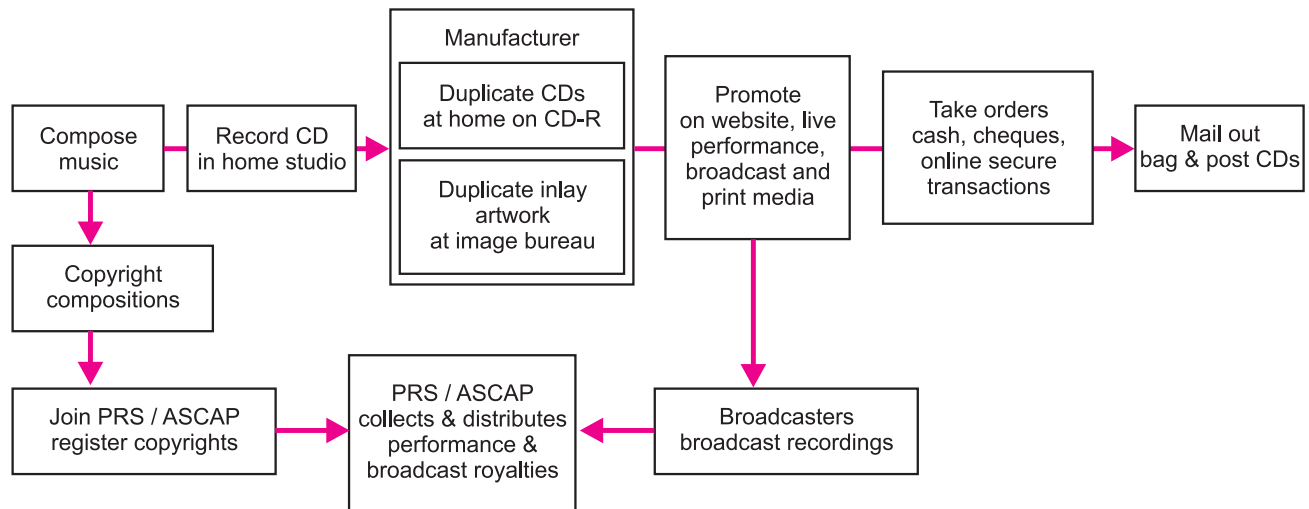 Compose
music
Record CD
in home studio
Manufacturer
Duplicate CDs
at home on CD-R
Duplicate inlay
artwork
at image bureau
Promote
on website, live
performance,
broadcast and
print media
Take orders
cash, cheques,
online secure
transactions
Mail out
bag & post CDs
Copyright
compositions
Join PRS / ASCAP
register copyrights
PRS / ASCAP
collects & distributes
performance &
broadcast royalties
Broadcasters
broadcast recordings